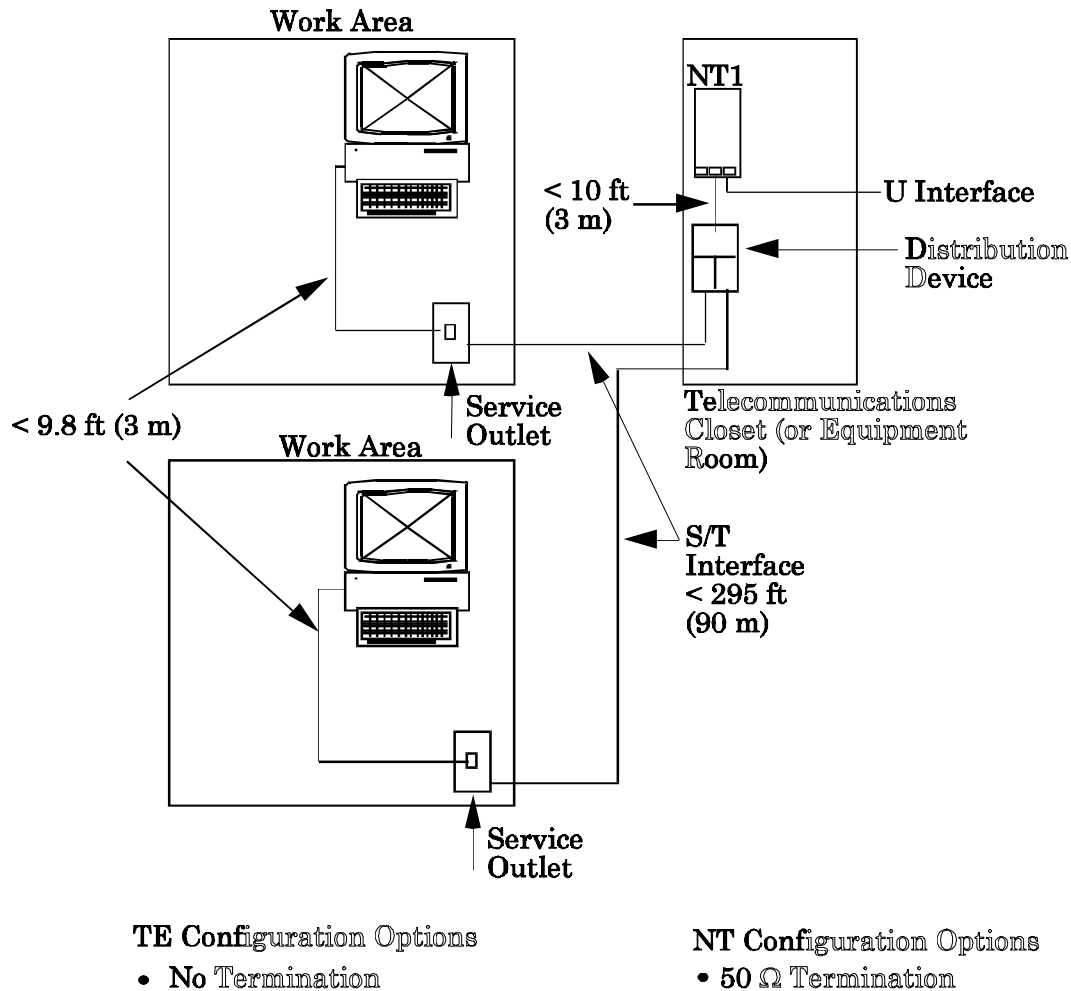 Work Area
NT1
< 10 ft
(3 m)
U Interface
Distribution
Device
< 9.8 ft (3 m)
Service
Outlet
Telecommunications
Closet (or Equipment
Room)
Work Area
S/T
Interface
< 295 ft
(90 m)
Service
Outlet
TE Configuration Options
• No Termination
NT Configuration Options
• 50 Ω Termination